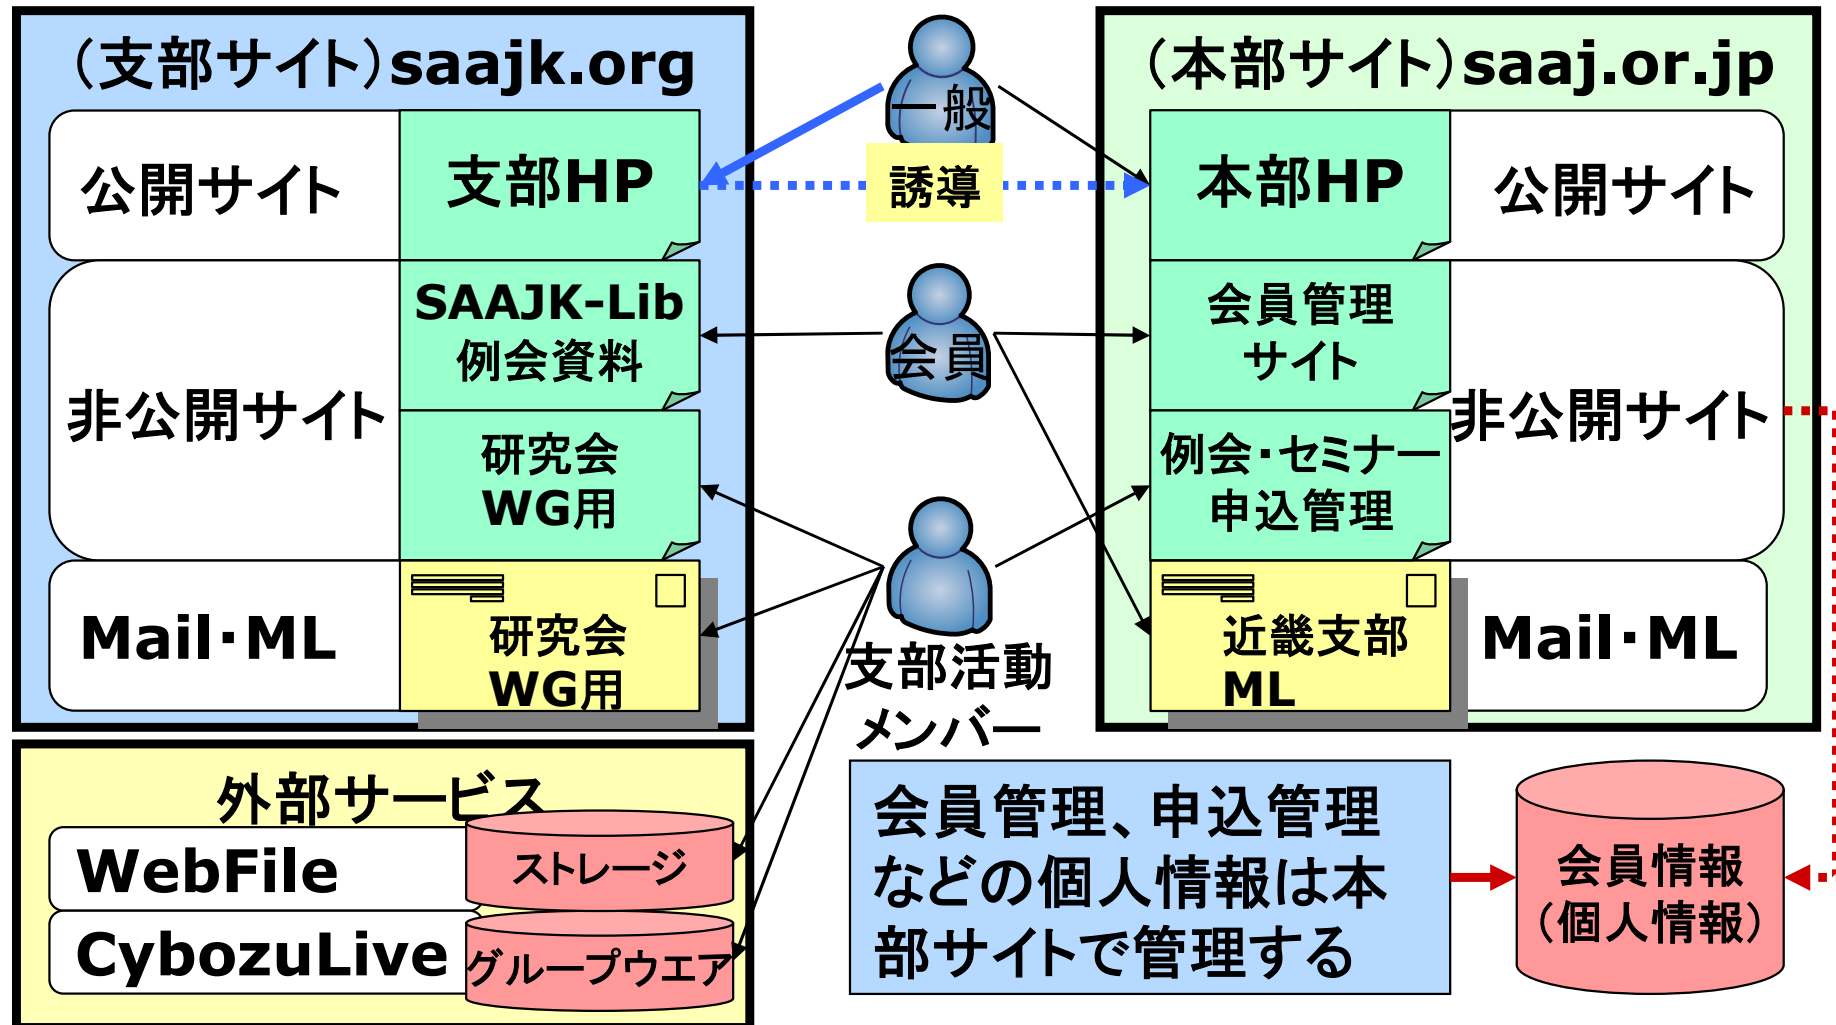 （支部サイト）saajk.org
公開サイト
支部HP
非公開サイト
SAAJK-Lib
例会資料
研究会
WG用
Mail・ML
研究会
WG用
外部サービス
WebFile
ストレージ
CybozuLive
グループウエア
一般
誘導
会員
支部活動
メンバー
（本部サイト）saaj.or.jp
本部HP
公開サイト
会員管理
サイト
非公開サイト
例会・セミナー
申込管理
近畿支部
ML
Mail・ML
会員管理、申込管理
などの個人情報は本
部サイトで管理する
会員情報
（個人情報）